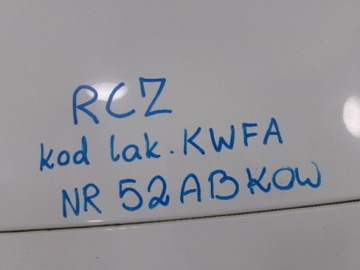 RCZ
kod lak. KWFA
NR 52ABKOW